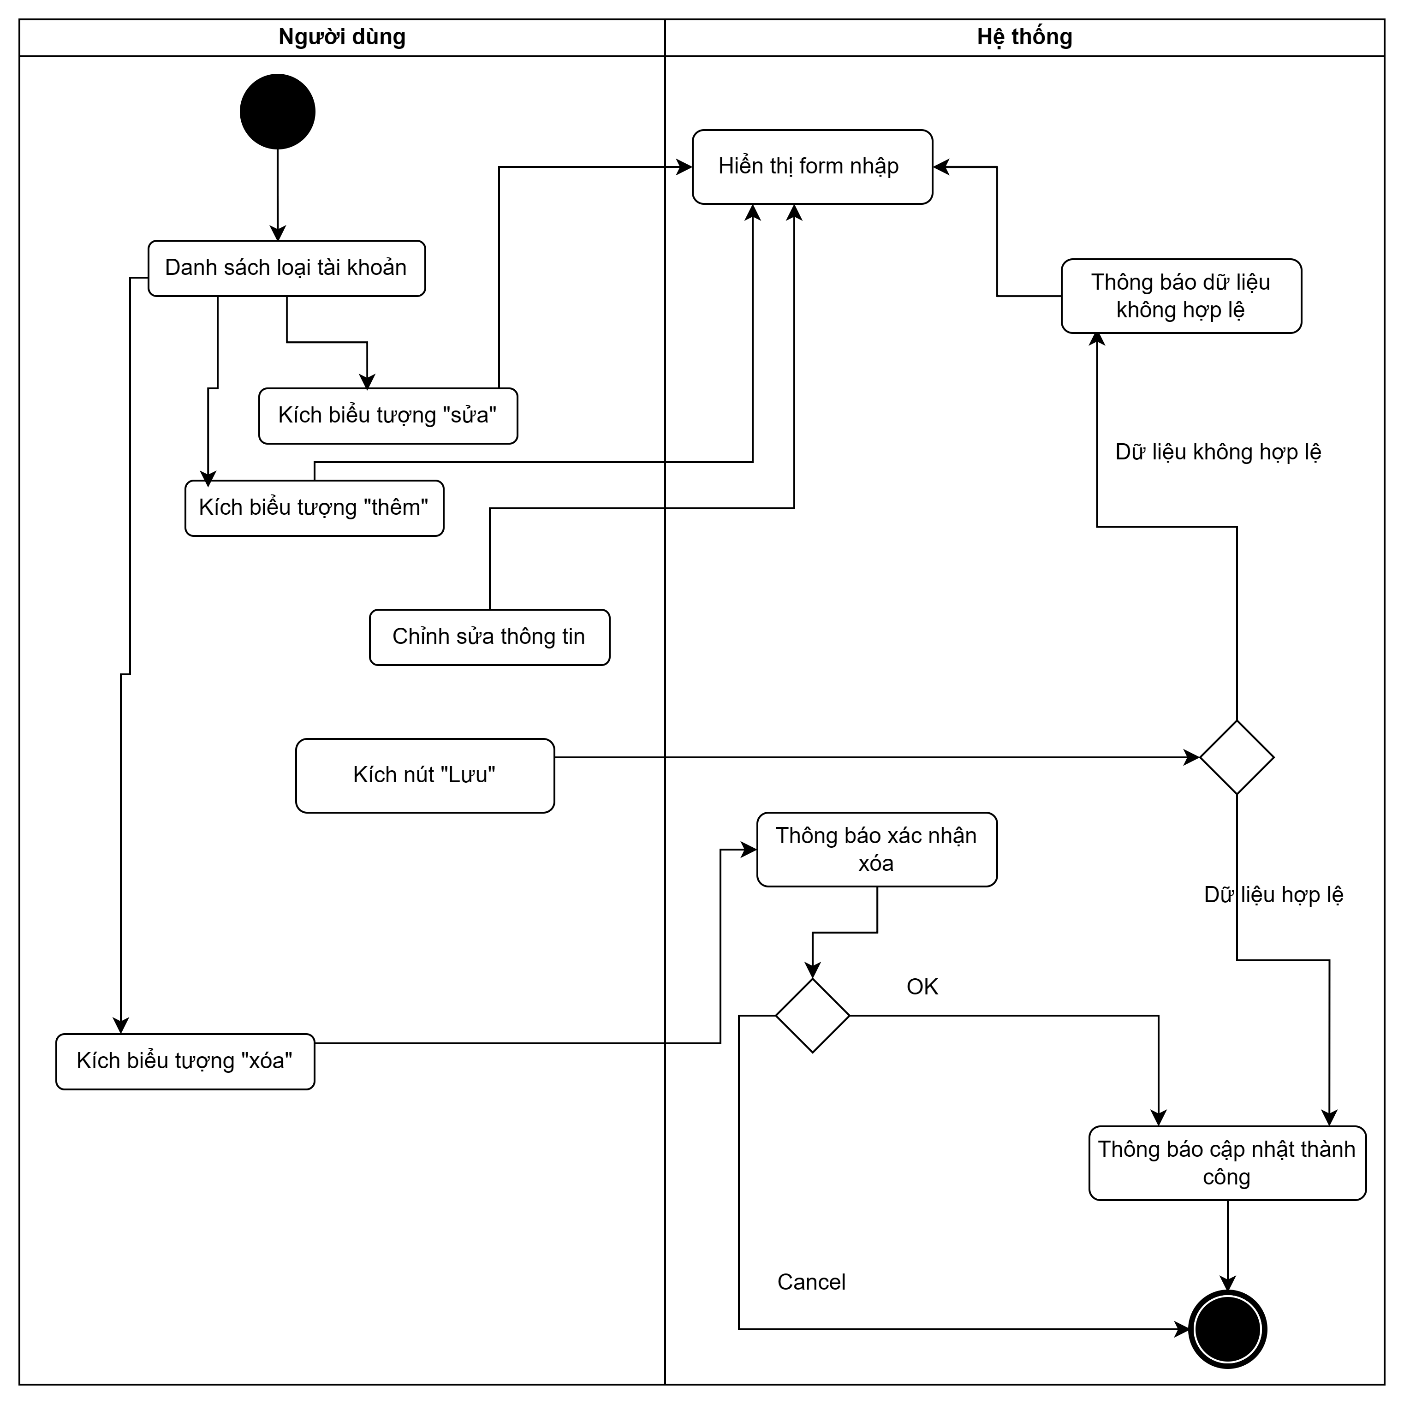 Người dùng
Hệ thống
Hiển thị form nhập
Danh sách loại tài khoản
Thông báo dữ liệu
không hợp lệ
Kích biểu tượng "sửa"
Dữ liệu không hợp lệ
Kích biểu tượng "thêm"
Chỉnh sửa thông tin
Kích nút "Lưu"
Thông báo xác nhận
xóa
Dữ liệu hợp lệ
OK
Kích biểu tượng "xóa"
Thông báo cập nhật thành
công
Cancel